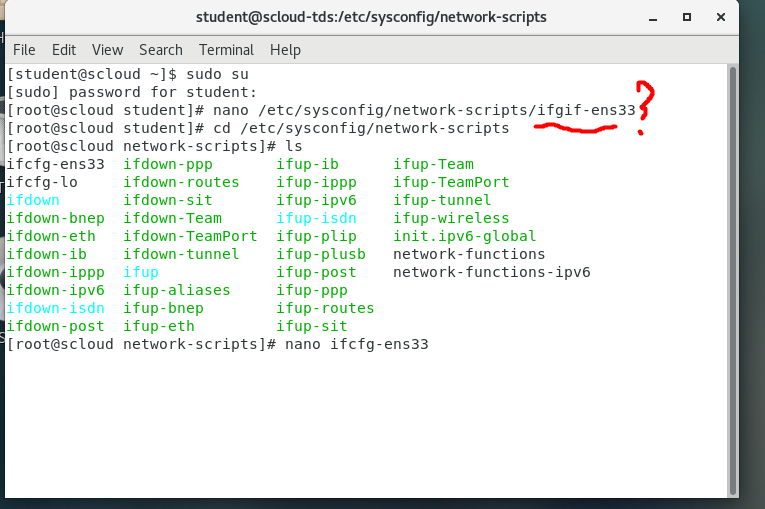 student@scloud-tds:/etc/sysconfig/network-scripts
File Edit View Search Terminal Help
[student@scloud ~]$ sudo su
[sudo] password for student:
[root@scloud student]# nano /etc/sysconfig/network-scripts/ifgif-ens33 ?
[root@scloud student]# cd /etc/sysconfig/network-scripts
[root@scloud network-scripts]# ls
ifcfg-ens33 ifdown-ppp ifup-ib ifup-Team
ifcfg-lo ifdown-routes ifup-ippp ifup-TeamPort
ifdown ifdown-sit ifup-ipv6 ifup-tunnel
ifdown-bnep ifdown-Team ifup-isdn ifup-wireless
ifdown-eth ifdown-TeamPort ifup-plip init.ipv6-global
ifdown-ib ifdown-tunnel ifup-plusb network-functions
ifdown-ippp ifup ifup-post network-functions-ipv6
ifdown-ipv6 ifup-aliases ifup-ppp
ifdown-isdn ifup-bnep ifup-routes
ifdown-post ifup-eth ifup-sit
[root@scloud network-scripts]# nano ifcfg-ens33